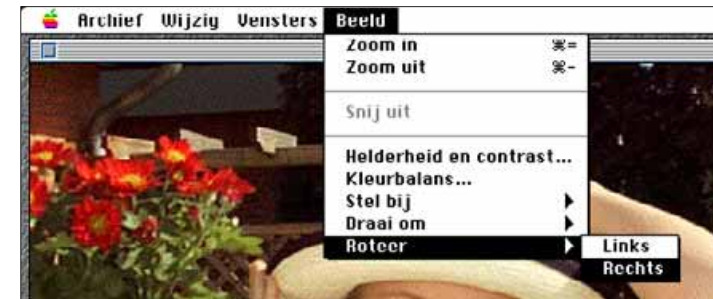 Archief Wijzig Vensters Beeld
Zoom in ⌘=
Zoom uit ⌘-
Snij uit
Helderheid en contrast...
Kleurbalans...
Stel bij
Draai om
Roteer Links
Rechts